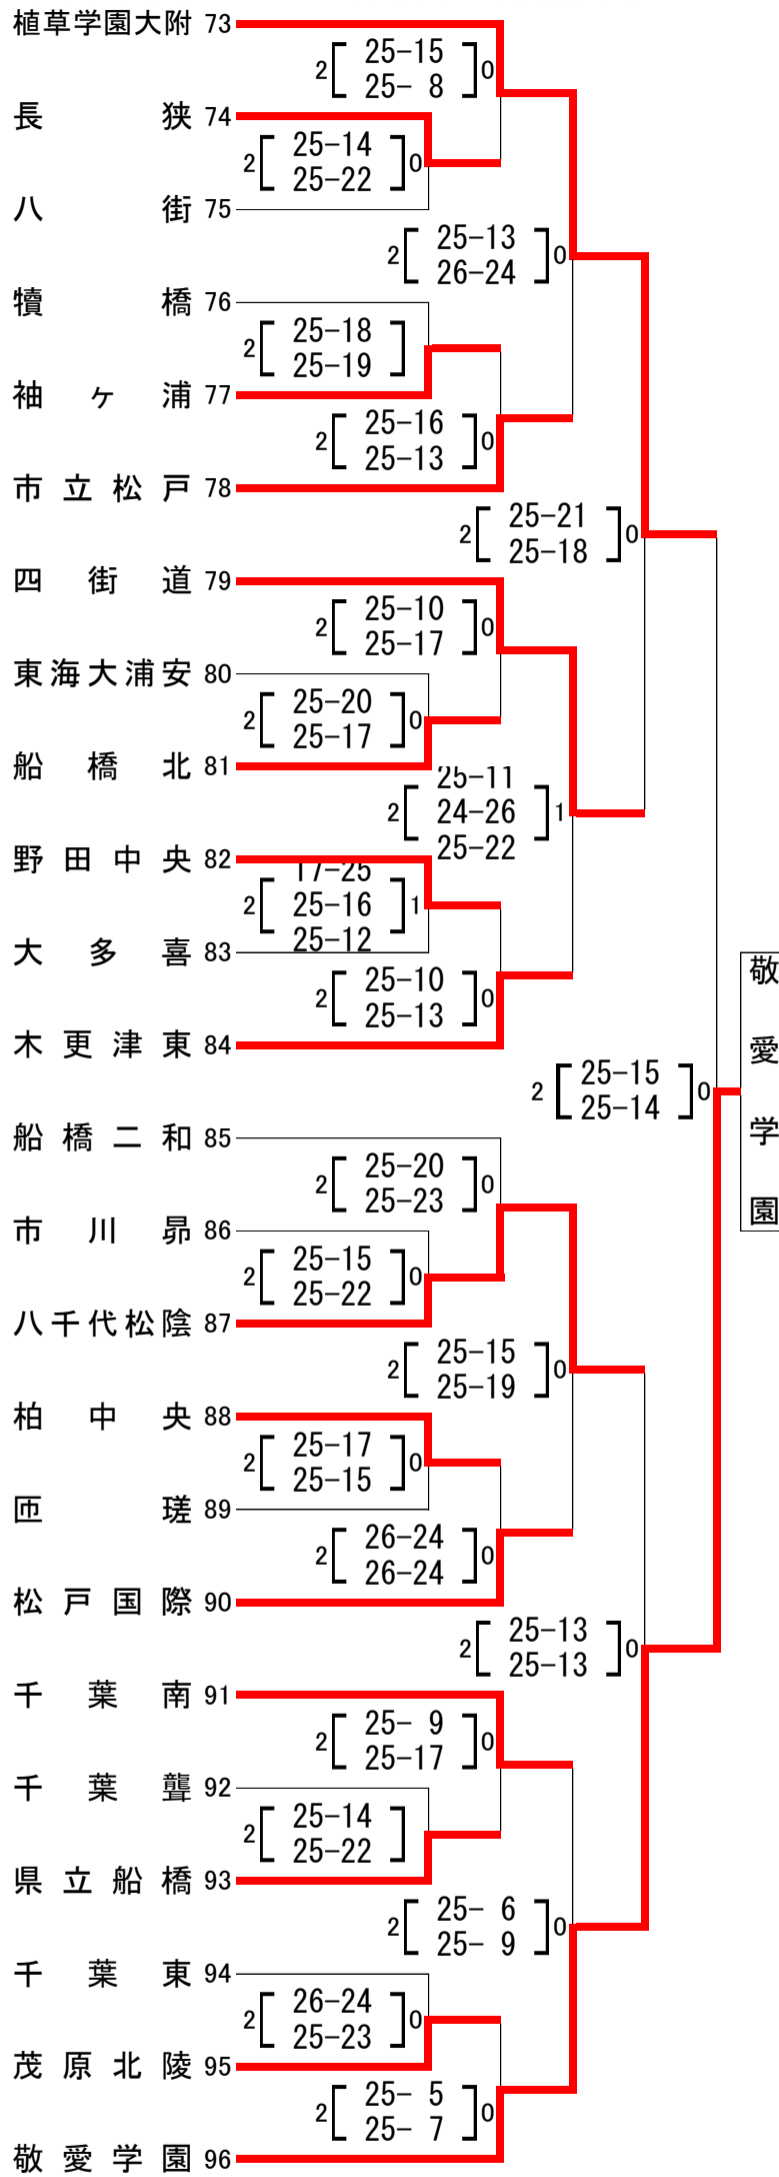 植草学園大附 73
2 25-15 0
25- 8
長狭 74
2 25-14 0
25-22
八街 75
2 25-13 0
26-24
犢橋 76
2 25-18
25-19
袖ヶ浦 77
2 25-16 0
25-13
市立松戸 78
2 25-21 0
25-18
四街道 79
2 25-10 0
25-17
東海大浦安 80
2 25-20 0
25-17
船橋北 81
25-11
2 24-26 1
25-22
野田中央 82
17-25
2 25-16 1
25-12
大多喜 83
2 25-10 0
25-13
木更津東 84
2 25-15 0
25-14
敬愛学園
船橋二和 85
2 25-20 0
25-23
市川昴 86
2 25-15 0
25-22
八千代松陰 87
2 25-15 0
25-19
柏中央 88
2 25-17 0
25-15
匝瑳 89
2 26-24 0
26-24
松戸国際 90
2 25-13 0
25-13
千葉南 91
2 25- 9 0
25-17
千葉聾 92
2 25-14
25-22
県立船橋 93
2 25- 6 0
25- 9
千葉東 94
2 26-24 0
25-23
茂原北陵 95
2 25- 5 0
25- 7
敬愛学園 96